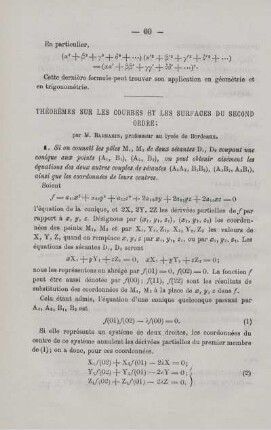 — 60 —
En particulier,
(α² + β² + γ² + δ² + ...) (α'² + β'² + γ'² + δ'² + ...)
= (αα' + ββ' + γγ' + δδ' + ...)².
Cette dernière formule peut trouver son application en géométrie et
en trigonométrie.
THÉORÈMES SUR LES COURBES ET LES SURFACES DU SECOND
ORDRE;
par M. professeur au lycée de Bordeaux.
1. Si on connaît les pôles M₁, M₂ de deux sécantes D₁, D₂ coupant une
conique aux points (A₁, B₁), (A₂, B₂), on peut obtenir aisément les
équations des deux autres couples de sécantes (A₁A₂, B₁B₂), (A₁B₂, A₂B₁),
ainsi que les coordonnées de leurs centres.
Soient
l'équation de la conique, et 2X, 2Y, 2Z les dérivées partielles de f par
rapport à x, y, z. Désignons par (x₁, y₁, z₁) (x₂, y₂, z₂) les coordon-
nées des points M₁, M₂ et par X₁, Y₁, Z₁, X₂, Y₂, Z₂ les valeurs de
X, Y, Z, quand on remplace x, y, z par x₁, y₁, z₁ ou par x₂, y₂, z₂. Les
équations des sécantes D₁, D₂ seront
xX₁ + yY₁ + zZ₁ = 0, xX₂ + yY₂ + zZ₂ = 0;
nous les représentons en abrégé par f(01) = 0, f(02) = 0. La fonction f
peut être aussi dénotée par f(00); f(11), f(22) sont les résultats de
substitution des coordonnées de M₁, M₂ à la place de x, y, z dans f.
Cela étant admis, l'équation d'une conique quelconque passant par
A₁, A₂, B₁, B₂ est
f(01)f(02) — λf(00) = 0. (1)
Si elle représente un système de deux droites, les coordonnées du
centre de ce système annulent les dérivées partielles du premier membre
de (1); on a donc, pour ces coordonnées,
X₁f(02) + X₂f(01) — 2λX = 0;
Y₁f(02) + Y₂f(01) — 2λY = 0; (2)
Z₁f(02) + Z₂f(01) — 2λZ = 0.